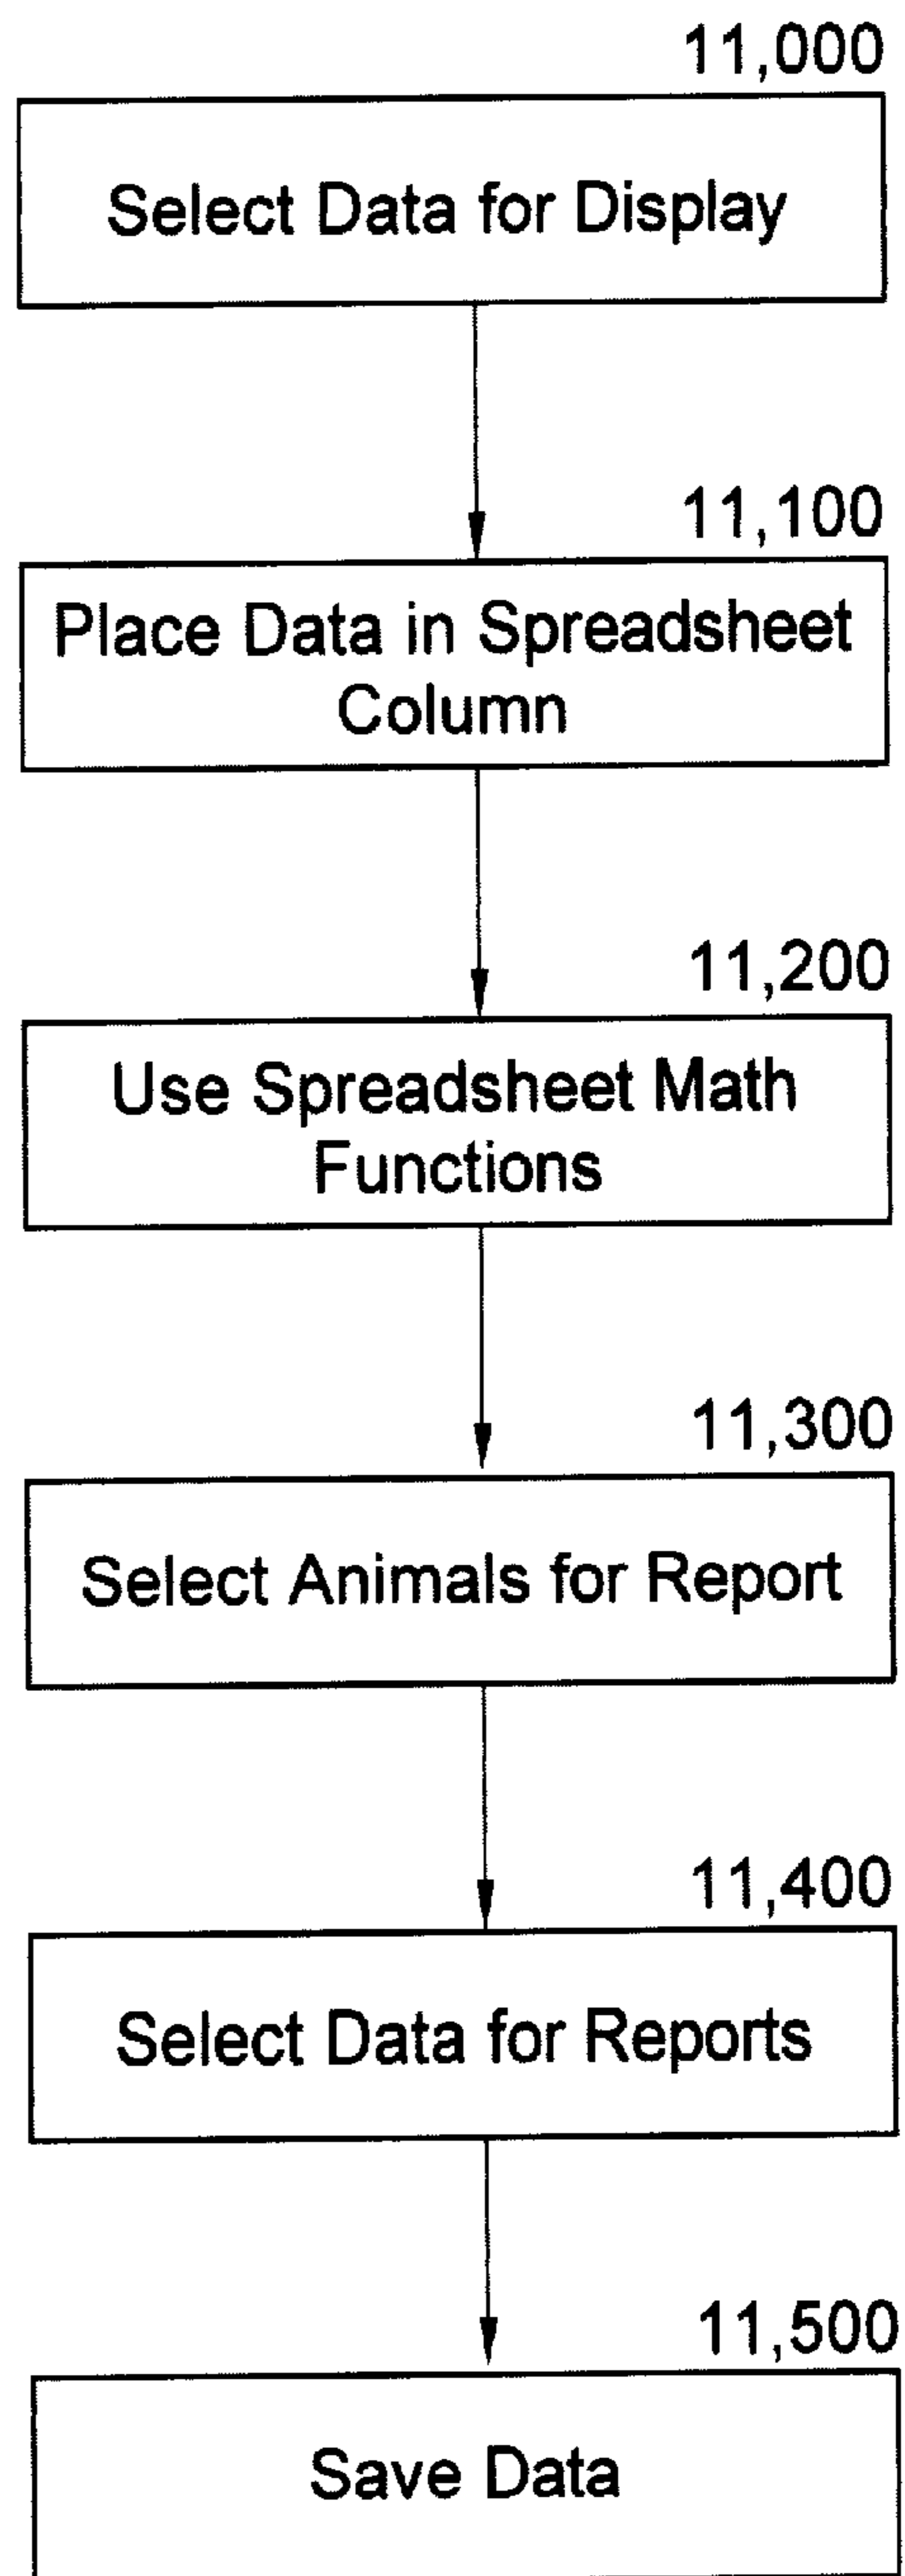 11,000
Select Data for Display
11,100
Place Data in Spreadsheet
Column
11,200
Use Spreadsheet Math
Functions
11,300
Select Animals for Report
11,400
Select Data for Reports
11,500
Save Data